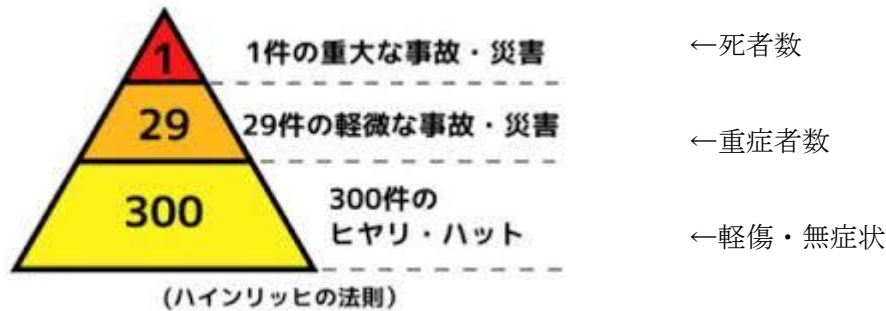 1
1件の重大な事故・災害
←死者数
29
29件の軽微な事故・災害
←重症者数
300
300件の
ヒヤリ・ハット
←軽傷・無症状
(ハインリッヒの法則)